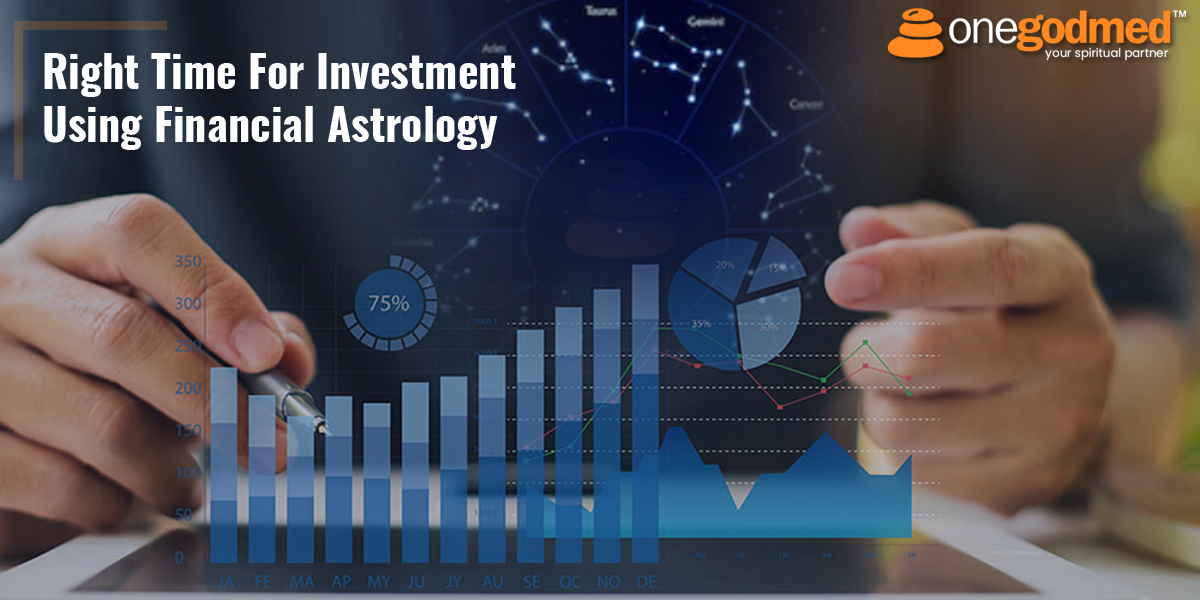 Right Time For Investment
Using Financial Astrology
onegodmed™
your spiritual partner
Taurus
Gemini
Aries
Cancer
350
300
250
200
150
100
50
0
75%
20%
15%
35%
30%
JA FE MA AP MY JU JY AU SE OC NO DE